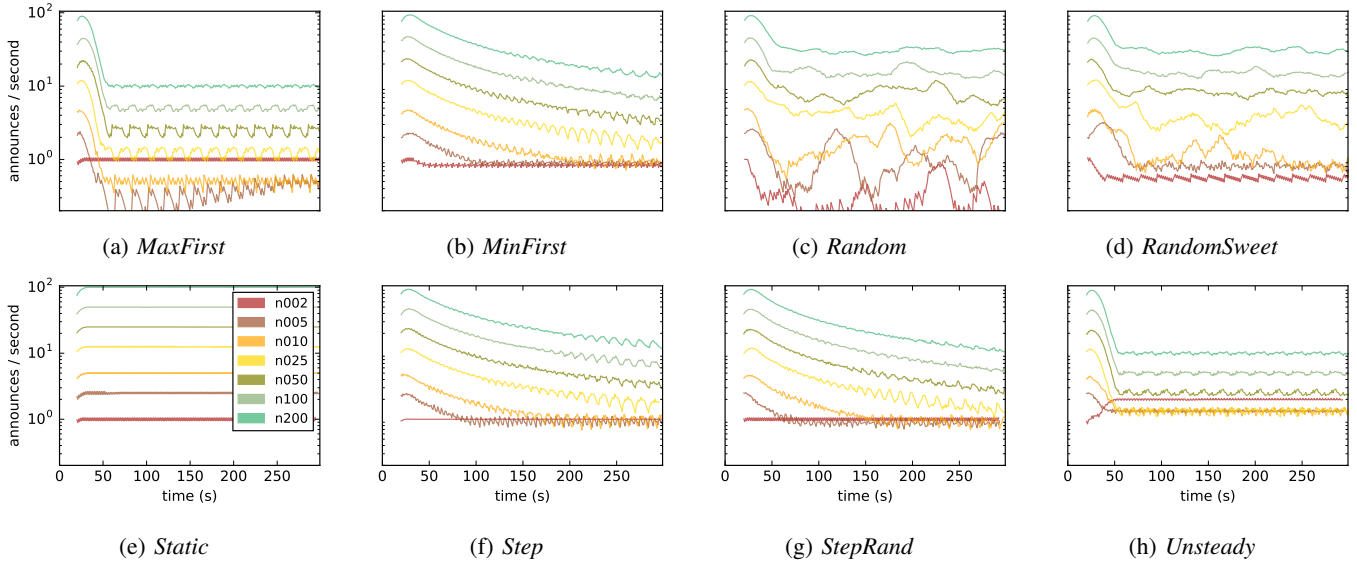 10²
10¹
10⁰
announces / second
(a) MaxFirst
(b) MinFirst
(c) Random
(d) RandomSweet
10²
10¹
10⁰
announces / second
n002
n005
n010
n025
n050
n100
n200
0 50 100 150 200 250
time (s)
0 50 100 150 200 250
time (s)
0 50 100 150 200 250
time (s)
0 50 100 150 200 250
time (s)
(e) Static
(f) Step
(g) StepRand
(h) Unsteady